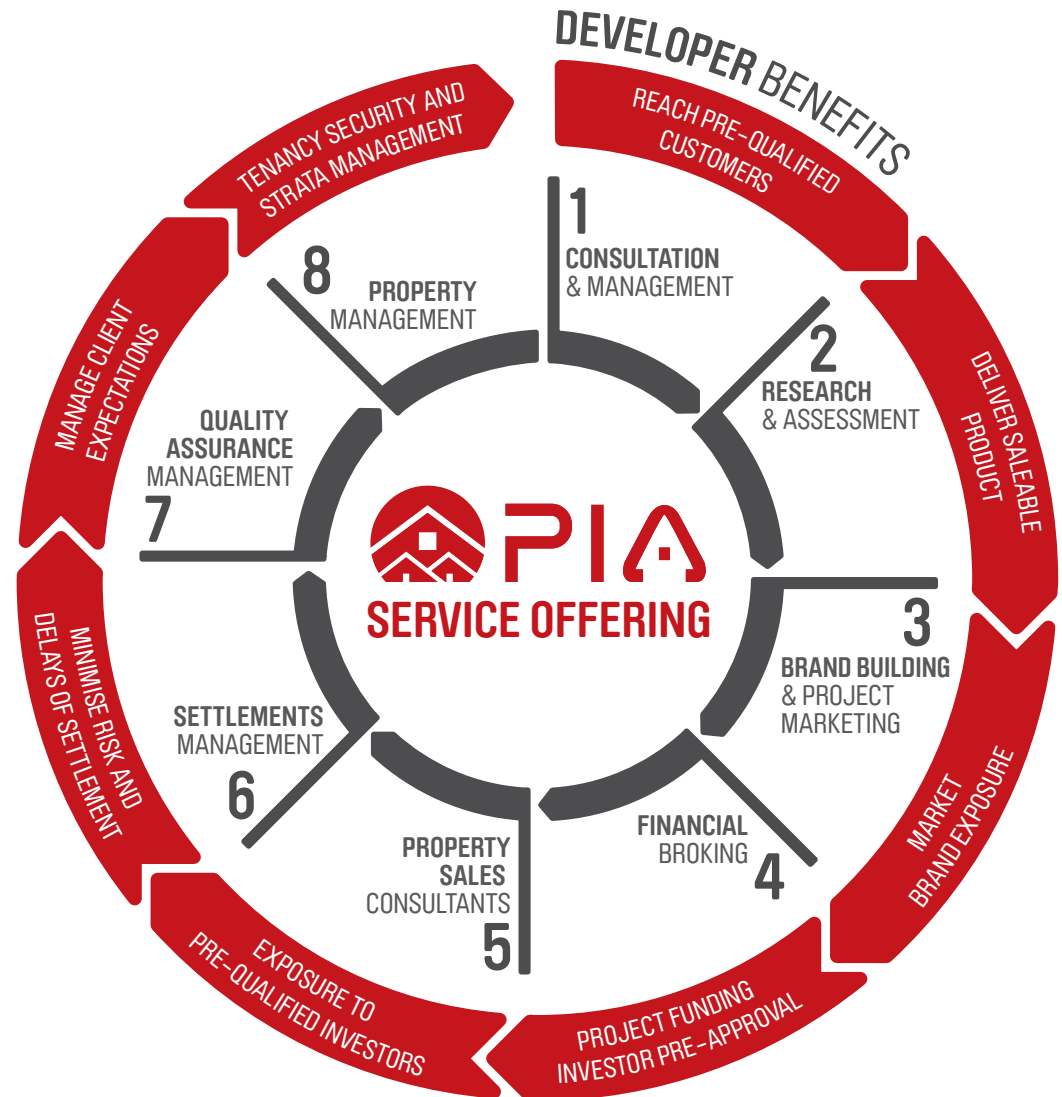 DEVELOPER BENEFITS
REACH PRE-QUALIFIED
CUSTOMERS
DELIVER SALEABLE
PRODUCT
MARKET
BRAND EXPOSURE
PROJECT FUNDING
INVESTOR PRE-APPROVAL
EXPOSURE TO
PRE-QUALIFIED INVESTORS
MINIMISE RISK AND
DELAYS OF SETTLEMENT
MANAGE CLIENT
EXPECTATIONS
TENANCY SECURITY AND
STRATA MANAGEMENT
1
CONSULTATION
& MANAGEMENT
2
RESEARCH
& ASSESSMENT
3
BRAND BUILDING
& PROJECT
MARKETING
FINANCIAL
BROKING
4
PROPERTY
SALES
CONSULTANTS
5
SETTLEMENTS
MANAGEMENT
6
QUALITY
ASSURANCE
MANAGEMENT
7
8
PROPERTY
MANAGEMENT
PIA
SERVICE OFFERING